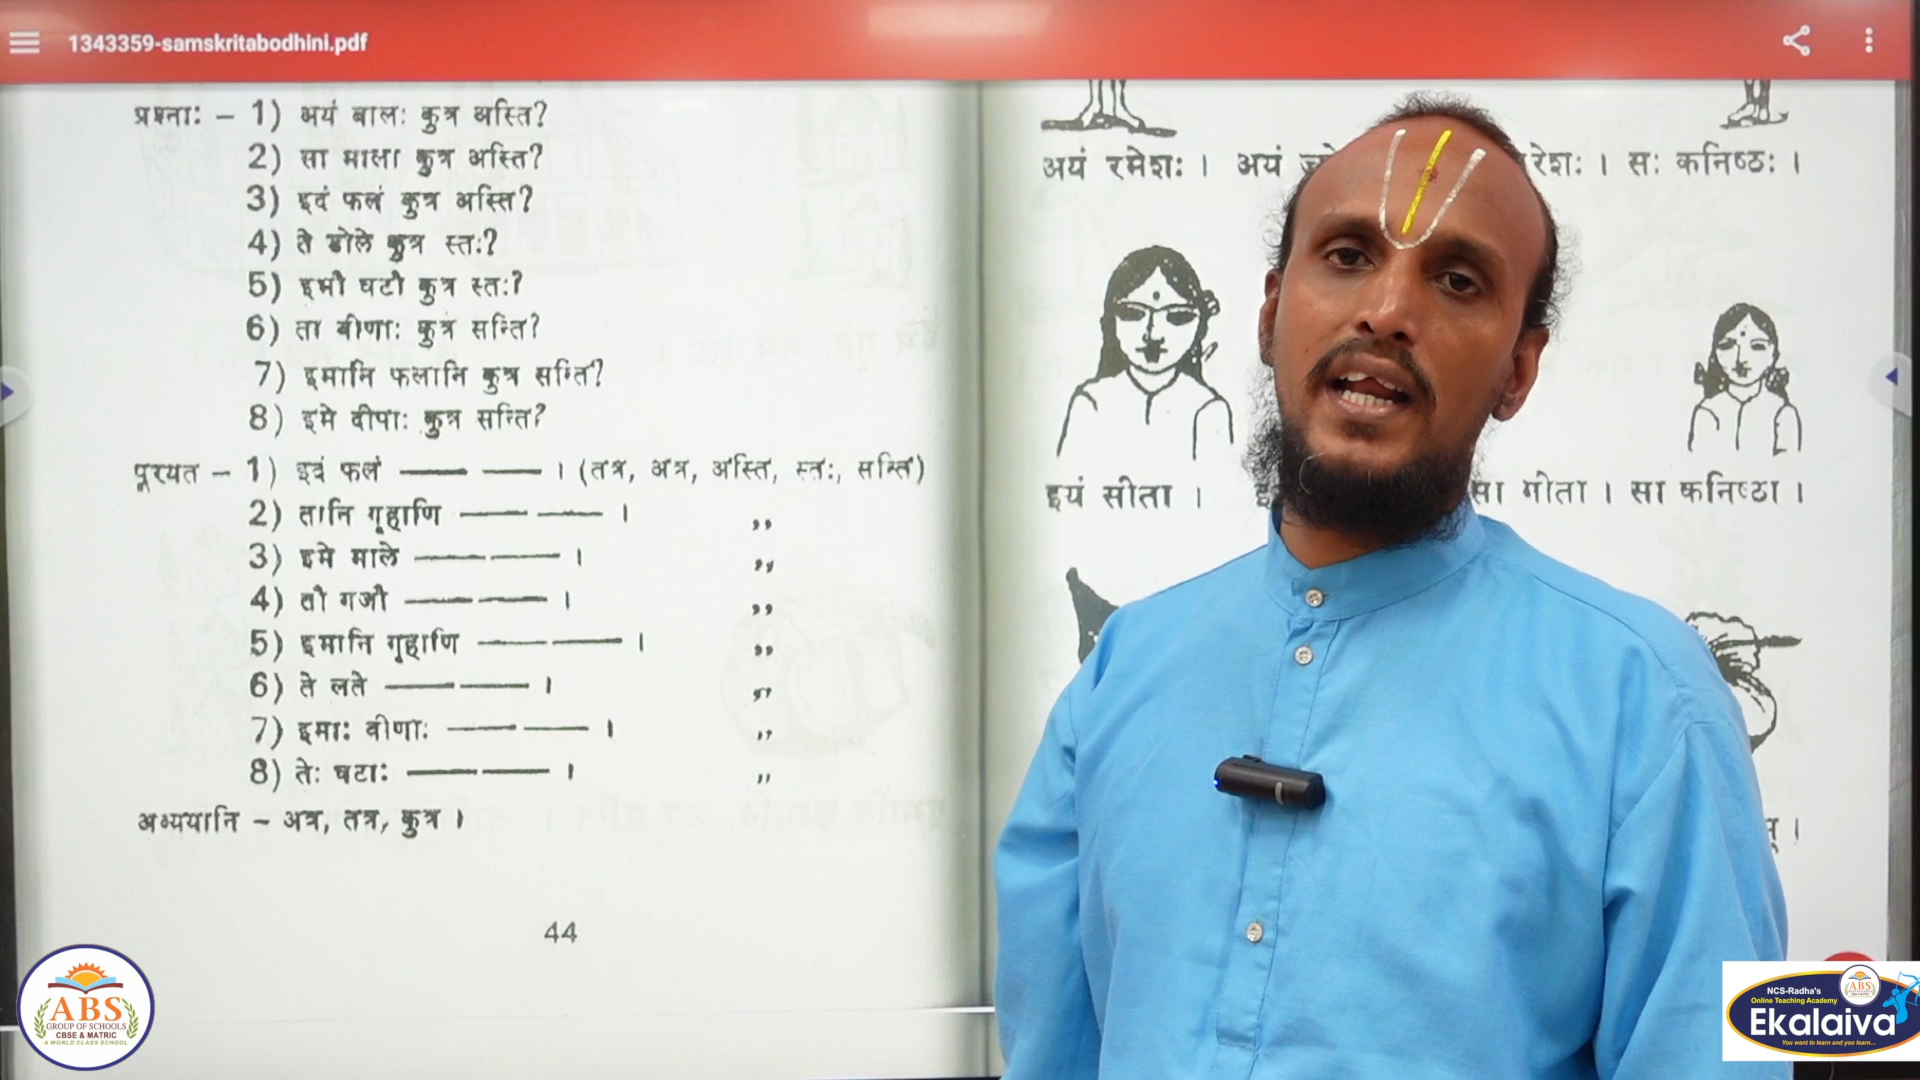 1343359-samskritabodhini.pdf
प्रश्नाः – 1) अयं बालः कुत्र अस्ति?
2) सा माला कुत्र अस्ति?
3) इदं फलं कुत्र अस्ति?
4) ते डोले कुत्र स्तः?
5) इमौ घटौ कुत्र स्तः?
6) ता वीणाः कुत्र सन्ति?
7) इमानि फलानि कुत्र सन्ति?
8) इमे दीपाः कुत्र सन्ति?
पूरयत – 1) इदं फलं —— —— । (तत्र, अत्र, अस्ति, स्तः, सन्ति)
2) तानि गृहाणि —— —— । ,,
3) इमे माले —— —— । ,,
4) तौ गजौ —— —— । ,,
5) इमानि गृहाणि —— —— । ,,
6) ते लते —— —— । ,,
7) इमाः वीणाः —— —— । ,,
8) तेः घटाः —— —— । ,,
अव्ययानि – अत्र, तत्र, कुत्र ।
44
अयं रमेशः । अयं रेशः । सः कनिष्ठः ।
इयं सीता । सा गीता । सा कनिष्ठा ।
ABS
GROUP OF SCHOOLS
CBSE & MATRIC
A WORLD CLASS SCHOOL
NCS-Radha's
Online Teaching Academy
ABS
Ekalaiva
You want to learn and you learn...